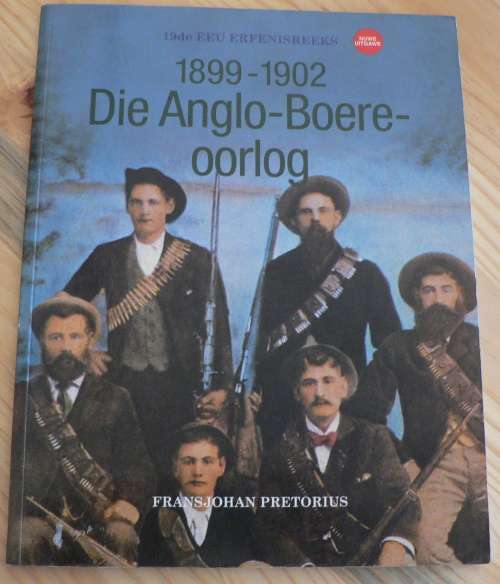 19de EEU ERFENISREEKS
NUWE
UITGAWE
1899-1902
Die Anglo-Boere-
oorlog
FRANSJOHAN PRETORIUS